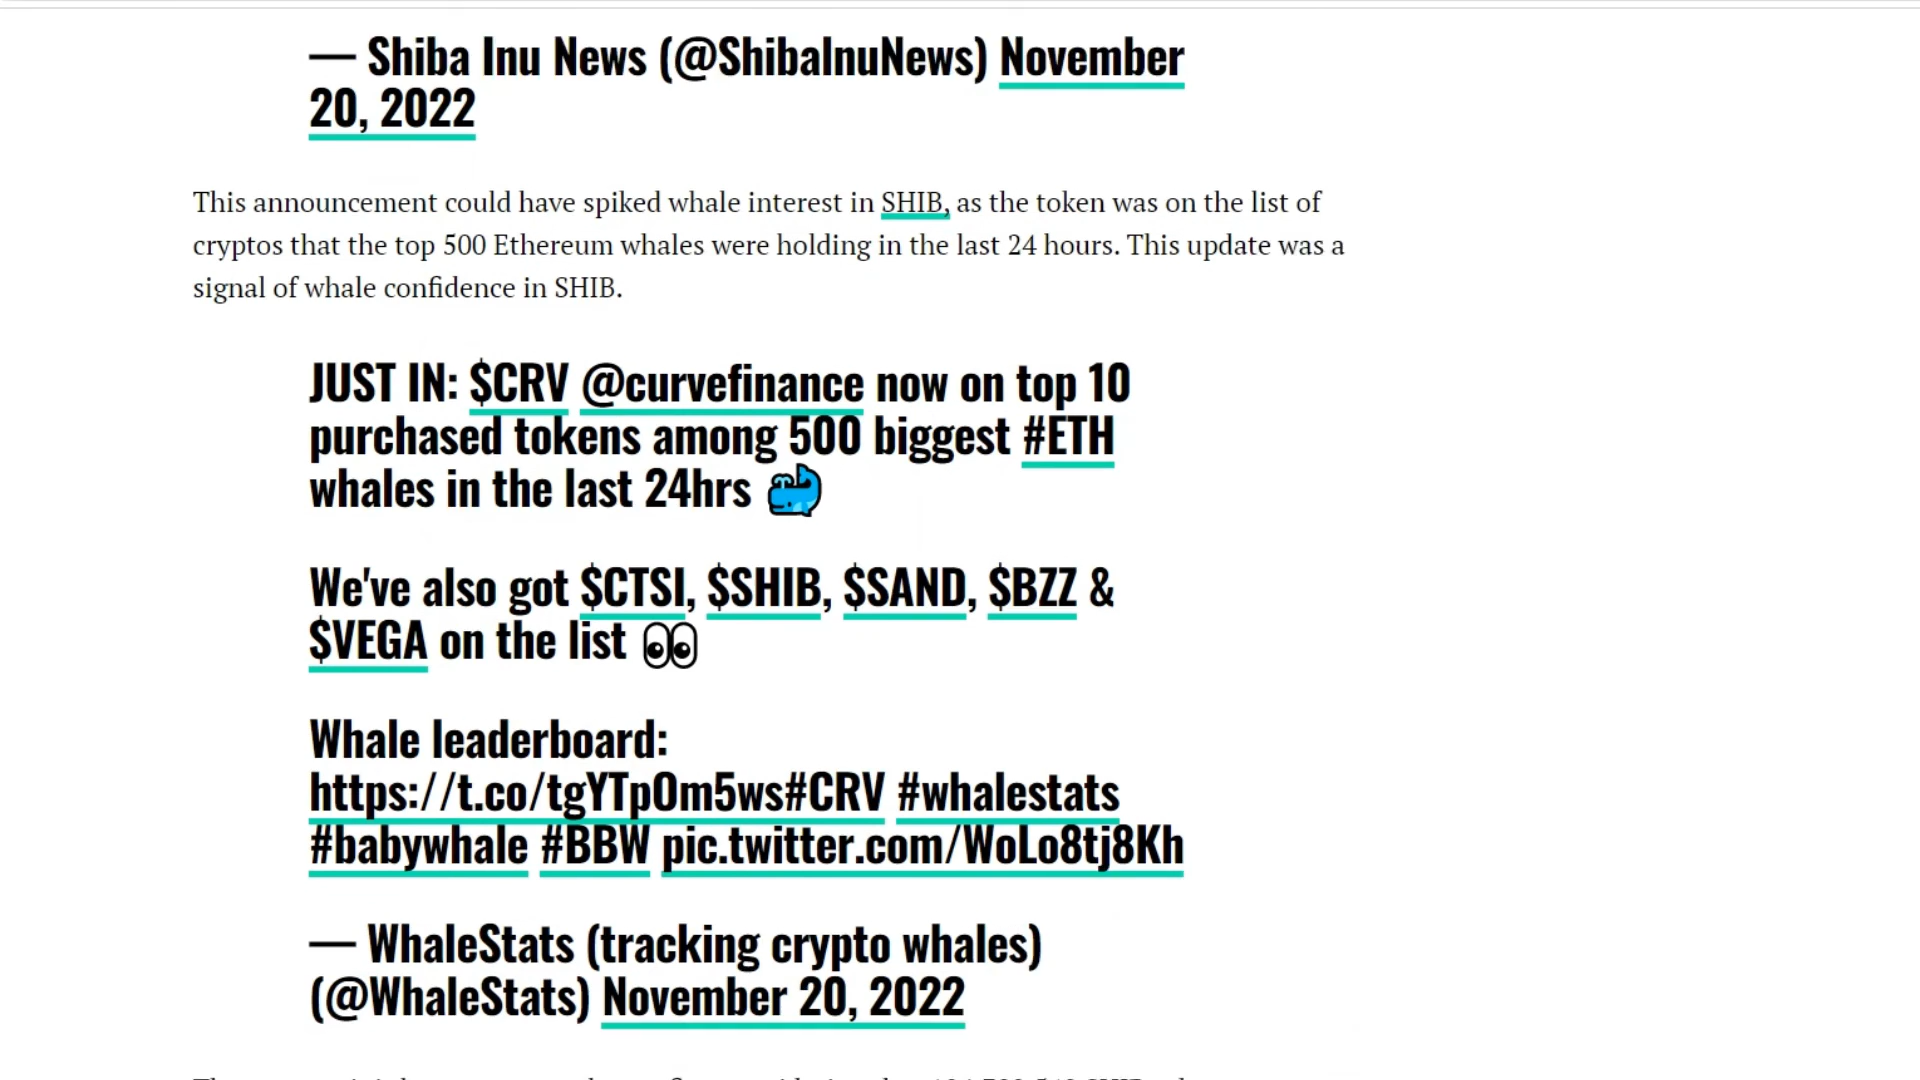 — Shiba Inu News (@ShibaInuNews) November
20, 2022
This announcement could have spiked whale interest in SHIB, as the token was on the list of
cryptos that the top 500 Ethereum whales were holding in the last 24 hours. This update was a
signal of whale confidence in SHIB.
JUST IN: $CRV @curvefinance now on top 10
purchased tokens among 500 biggest #ETH
whales in the last 24hrs 🐳
We've also got $CTSI, $SHIB, $SAND, $BZZ &
$VEGA on the list 👀
Whale leaderboard:
https://t.co/tgYTpOm5ws#CRV #whalestats
#babywhale #BBW pic.twitter.com/WoLo8tj8Kh
— WhaleStats (tracking crypto whales)
(@WhaleStats) November 20, 2022